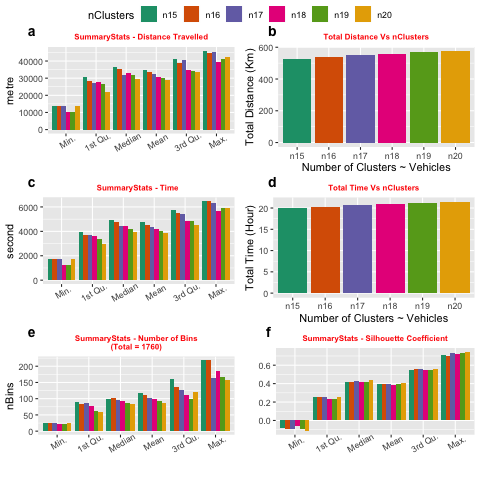 nClusters n15 n16 n17 n18 n19 n20
a
SummaryStats - Distance Travelled
metre
40000
30000
20000
10000
0
Min. 1st Qu. Median Mean 3rd Qu. Max.
b
Total Distance Vs nClusters
Total Distance (Km)
600
400
200
0
n15 n16 n17 n18 n19 n20
Number of Clusters ~ Vehicles
c
SummaryStats - Time
second
6000
4000
2000
0
Min. 1st Qu. Median Mean 3rd Qu. Max.
d
Total Time Vs nClusters
Total Time (Hour)
20
15
10
5
0
n15 n16 n17 n18 n19 n20
Number of Clusters ~ Vehicles
e
SummaryStats - Number of Bins
(Total = 1760)
nBins
200
150
100
50
0
Min. 1st Qu. Median Mean 3rd Qu. Max.
f
SummaryStats - Silhouette Coefficient
0.6
0.4
0.2
0.0
Min. 1st Qu. Median Mean 3rd Qu. Max.